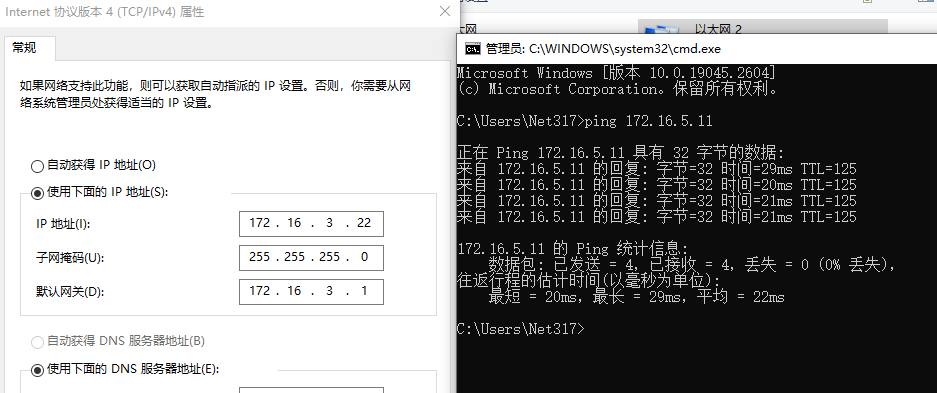 Internet 协议版本 4 (TCP/IPv4) 属性
常规
如果网络支持此功能，则可以获取自动指派的 IP 设置。否则，你需要从网
络系统管理员处获得适当的 IP 设置。
自动获得 IP 地址(O)
使用下面的 IP 地址(S):
IP 地址(I):
172 . 16 . 3 . 22
子网掩码(U):
255 . 255 . 255 . 0
默认网关(D):
172 . 16 . 3 . 1
自动获得 DNS 服务器地址(B)
使用下面的 DNS 服务器地址(E):
以太网 2
管理员: C:\WINDOWS\system32\cmd.exe
Microsoft Windows [版本 10.0.19045.2604]
(c) Microsoft Corporation。保留所有权利。
C:\Users\Net317>ping 172.16.5.11
正在 Ping 172.16.5.11 具有 32 字节的数据:
来自 172.16.5.11 的回复: 字节=32 时间=29ms TTL=125
来自 172.16.5.11 的回复: 字节=32 时间=20ms TTL=125
来自 172.16.5.11 的回复: 字节=32 时间=21ms TTL=125
来自 172.16.5.11 的回复: 字节=32 时间=21ms TTL=125
172.16.5.11 的 Ping 统计信息:
数据包: 已发送 = 4，已接收 = 4，丢失 = 0 (0% 丢失)，
往返行程的估计时间(以毫秒为单位):
最短 = 20ms，最长 = 29ms，平均 = 22ms
C:\Users\Net317>